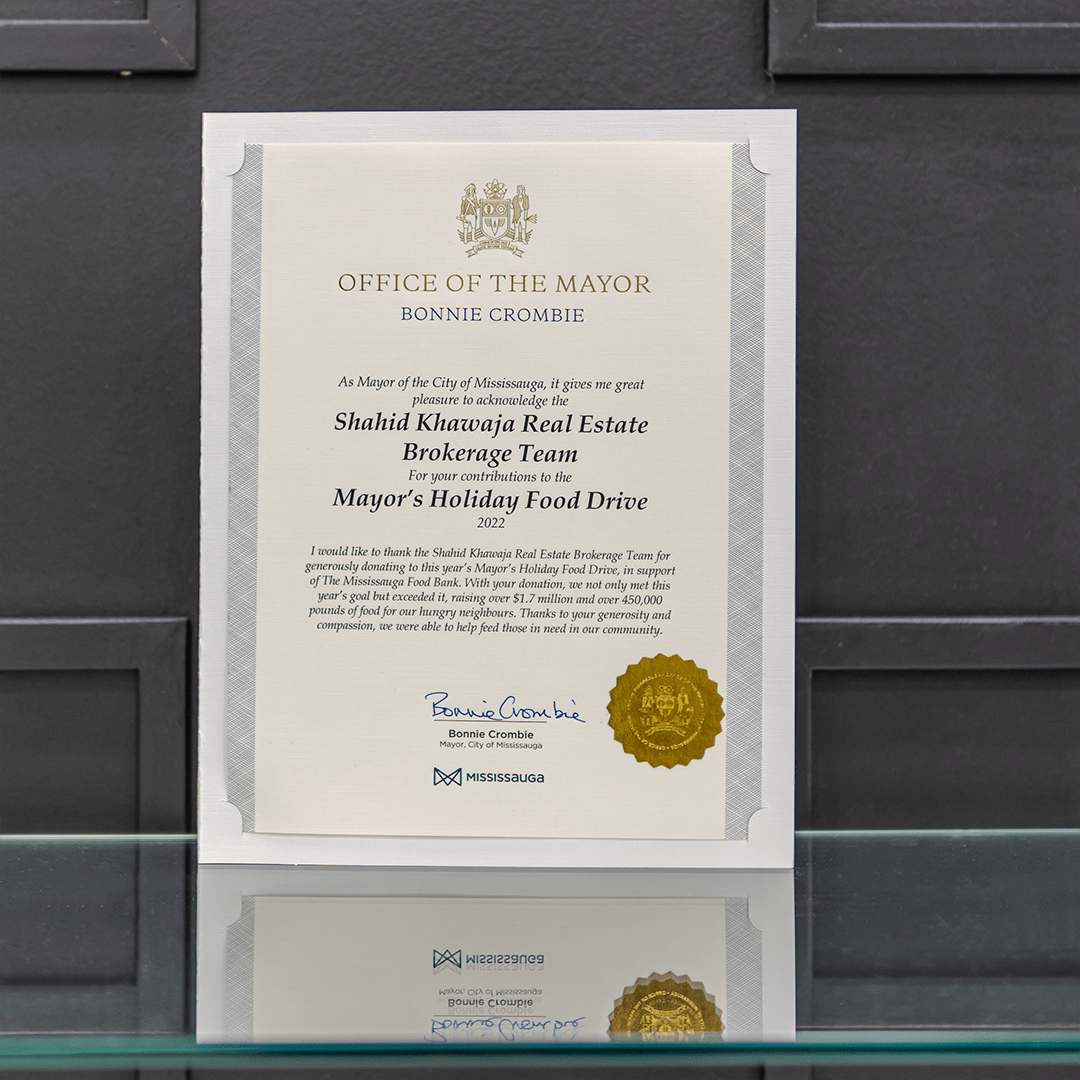 OFFICE OF THE MAYOR
BONNIE CROMBIE
As Mayor of the City of Mississauga, it gives me great
pleasure to acknowledge the
Shahid Khawaja Real Estate
Brokerage Team
For your contributions to the
Mayor's Holiday Food Drive
2022
I would like to thank the Shahid Khawaja Real Estate Brokerage Team for
generously donating to this year's Mayor's Holiday Food Drive, in support
of The Mississauga Food Bank. With your donation, we not only met this
year's goal but exceeded it, raising over $1.7 million and over 450,000
pounds of food for our hungry neighbours. Thanks to your generosity and
compassion, we were able to help feed those in need in our community.
Bonnie Crombie
Bonnie Crombie
Mayor, City of Mississauga
MISSISSAUGA